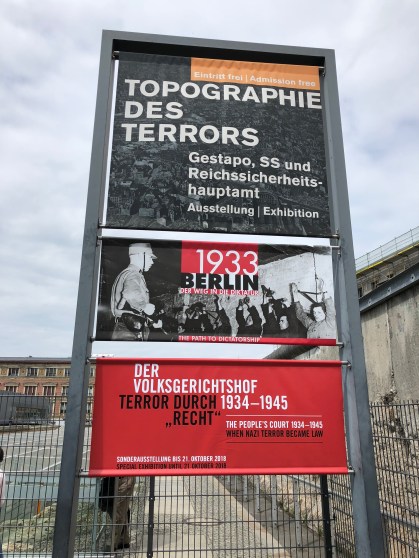 Eintritt frei | Admission free
TOPOGRAPHIE
DES
TERRORS
Gestapo, SS und
Reichssicherheits-
hauptamt
Ausstellung | Exhibition
1933
BERLIN
DER WEG IN DIE DIKTATUR
THE PATH TO DICTATORSHIP
DER
VOLKSGERICHTSHOF
TERROR DURCH 1934–1945
„RECHT“
THE PEOPLE'S COURT 1934–1945
WHEN NAZI TERROR BECAME LAW
SONDERAUSSTELLUNG BIS 21. OKTOBER 2018
SPECIAL EXHIBITION UNTIL 21 OKTOBER 2018